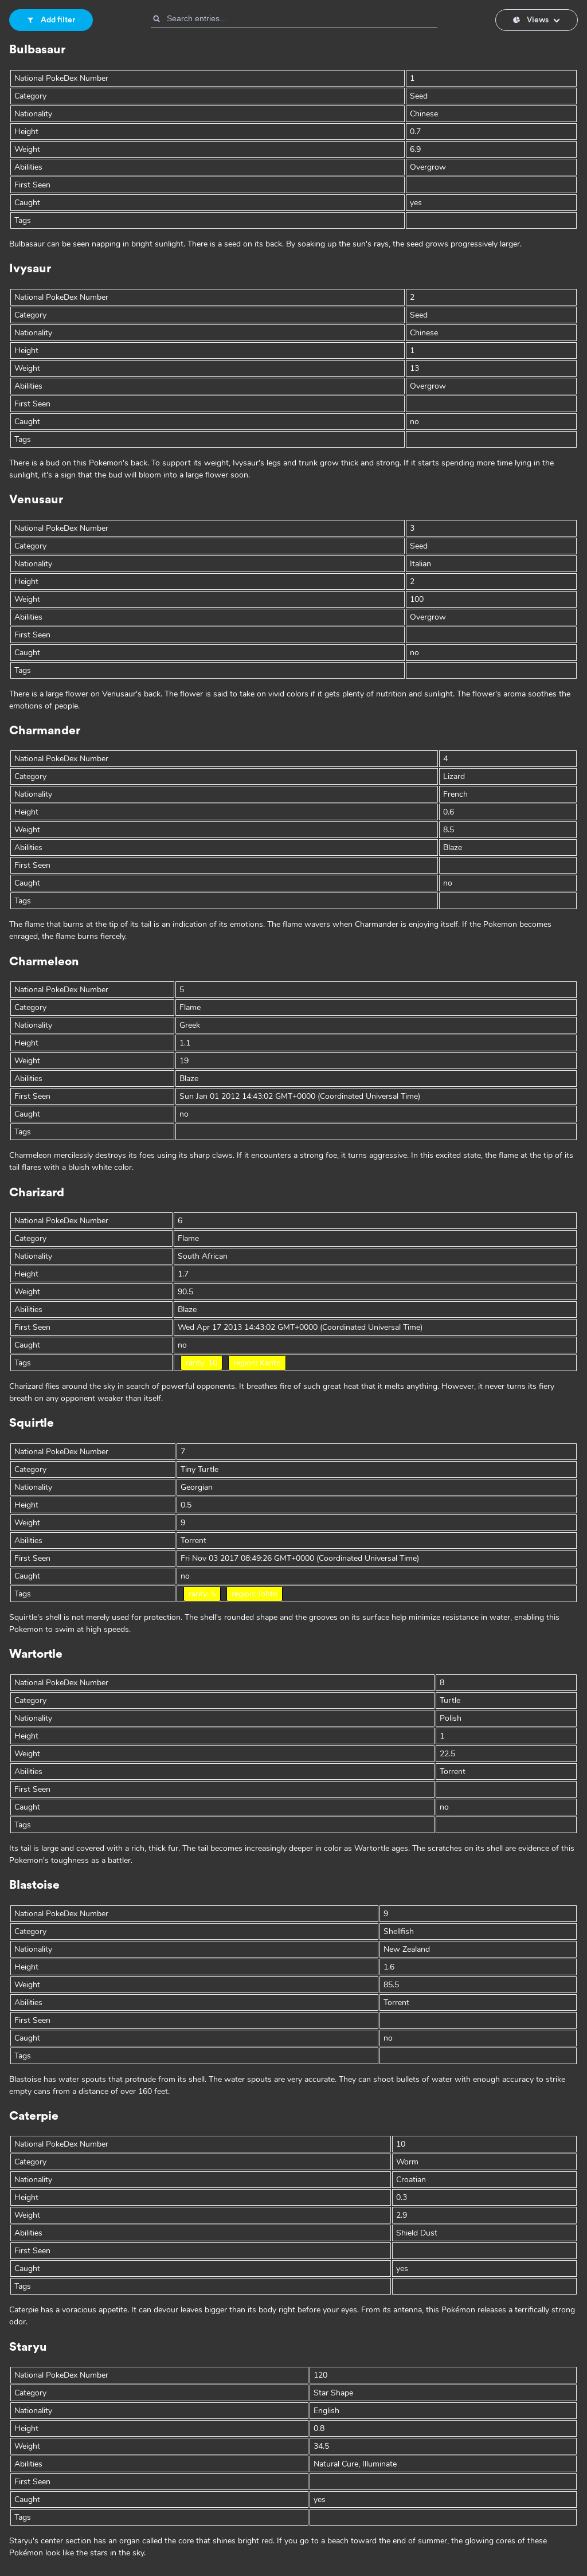 Add filter
Search entries...
Views
Bulbasaur
National PokeDex Number 1
Category Seed
Nationality Chinese
Height 0.7
Weight 6.9
Abilities Overgrow
First Seen
Caught yes
Tags
Bulbasaur can be seen napping in bright sunlight. There is a seed on its back. By soaking up the sun's rays, the seed grows progressively larger.
Ivysaur
National PokeDex Number 2
Category Seed
Nationality Chinese
Height 1
Weight 13
Abilities Overgrow
First Seen
Caught no
Tags
There is a bud on this Pokemon's back. To support its weight, Ivysaur's legs and trunk grow thick and strong. If it starts spending more time lying in the
sunlight, it's a sign that the bud will bloom into a large flower soon.
Venusaur
National PokeDex Number 3
Category Seed
Nationality Italian
Height 2
Weight 100
Abilities Overgrow
First Seen
Caught no
Tags
There is a large flower on Venusaur's back. The flower is said to take on vivid colors if it gets plenty of nutrition and sunlight. The flower's aroma soothes the
emotions of people.
Charmander
National PokeDex Number 4
Category Lizard
Nationality French
Height 0.6
Weight 8.5
Abilities Blaze
First Seen
Caught no
Tags
The flame that burns at the tip of its tail is an indication of its emotions. The flame wavers when Charmander is enjoying itself. If the Pokemon becomes
enraged, the flame burns fiercely.
Charmeleon
National PokeDex Number 5
Category Flame
Nationality Greek
Height 1.1
Weight 19
Abilities Blaze
First Seen Sun Jan 01 2012 14:43:02 GMT+0000 (Coordinated Universal Time)
Caught no
Tags
Charmeleon mercilessly destroys its foes using its sharp claws. If it encounters a strong foe, it turns aggressive. In this excited state, the flame at the tip of its
tail flares with a bluish white color.
Charizard
National PokeDex Number 6
Category Flame
Nationality South African
Height 1.7
Weight 90.5
Abilities Blaze
First Seen Wed Apr 17 2013 14:43:02 GMT+0000 (Coordinated Universal Time)
Caught no
Tags
Charizard flies around the sky in search of powerful opponents. It breathes fire of such great heat that it melts anything. However, it never turns its fiery
breath on any opponent weaker than itself.
Squirtle
National PokeDex Number 7
Category Tiny Turtle
Nationality Georgian
Height 0.5
Weight 9
Abilities Torrent
First Seen Fri Nov 03 2017 08:49:26 GMT+0000 (Coordinated Universal Time)
Caught no
Tags
Squirtle's shell is not merely used for protection. The shell's rounded shape and the grooves on its surface help minimize resistance in water, enabling this
Pokemon to swim at high speeds.
Wartortle
National PokeDex Number 8
Category Turtle
Nationality Polish
Height 1
Weight 22.5
Abilities Torrent
First Seen
Caught no
Tags
Its tail is large and covered with a rich, thick fur. The tail becomes increasingly deeper in color as Wartortle ages. The scratches on its shell are evidence of this
Pokemon's toughness as a battler.
Blastoise
National PokeDex Number 9
Category Shellfish
Nationality New Zealand
Height 1.6
Weight 85.5
Abilities Torrent
First Seen
Caught no
Tags
Blastoise has water spouts that protrude from its shell. The water spouts are very accurate. They can shoot bullets of water with enough accuracy to strike
empty cans from a distance of over 160 feet.
Caterpie
National PokeDex Number 10
Category Worm
Nationality Croatian
Height 0.3
Weight 2.9
Abilities Shield Dust
First Seen
Caught yes
Tags
Caterpie has a voracious appetite. It can devour leaves bigger than its body right before your eyes. From its antenna, this Pokémon releases a terrifically strong
odor.
Staryu
National PokeDex Number 120
Category Star Shape
Nationality English
Height 0.8
Weight 34.5
Abilities Natural Cure, Illuminate
First Seen
Caught yes
Tags
Staryu's center section has an organ called the core that shines bright red. If you go to a beach toward the end of summer, the glowing cores of these
Pokémon look like the stars in the sky.